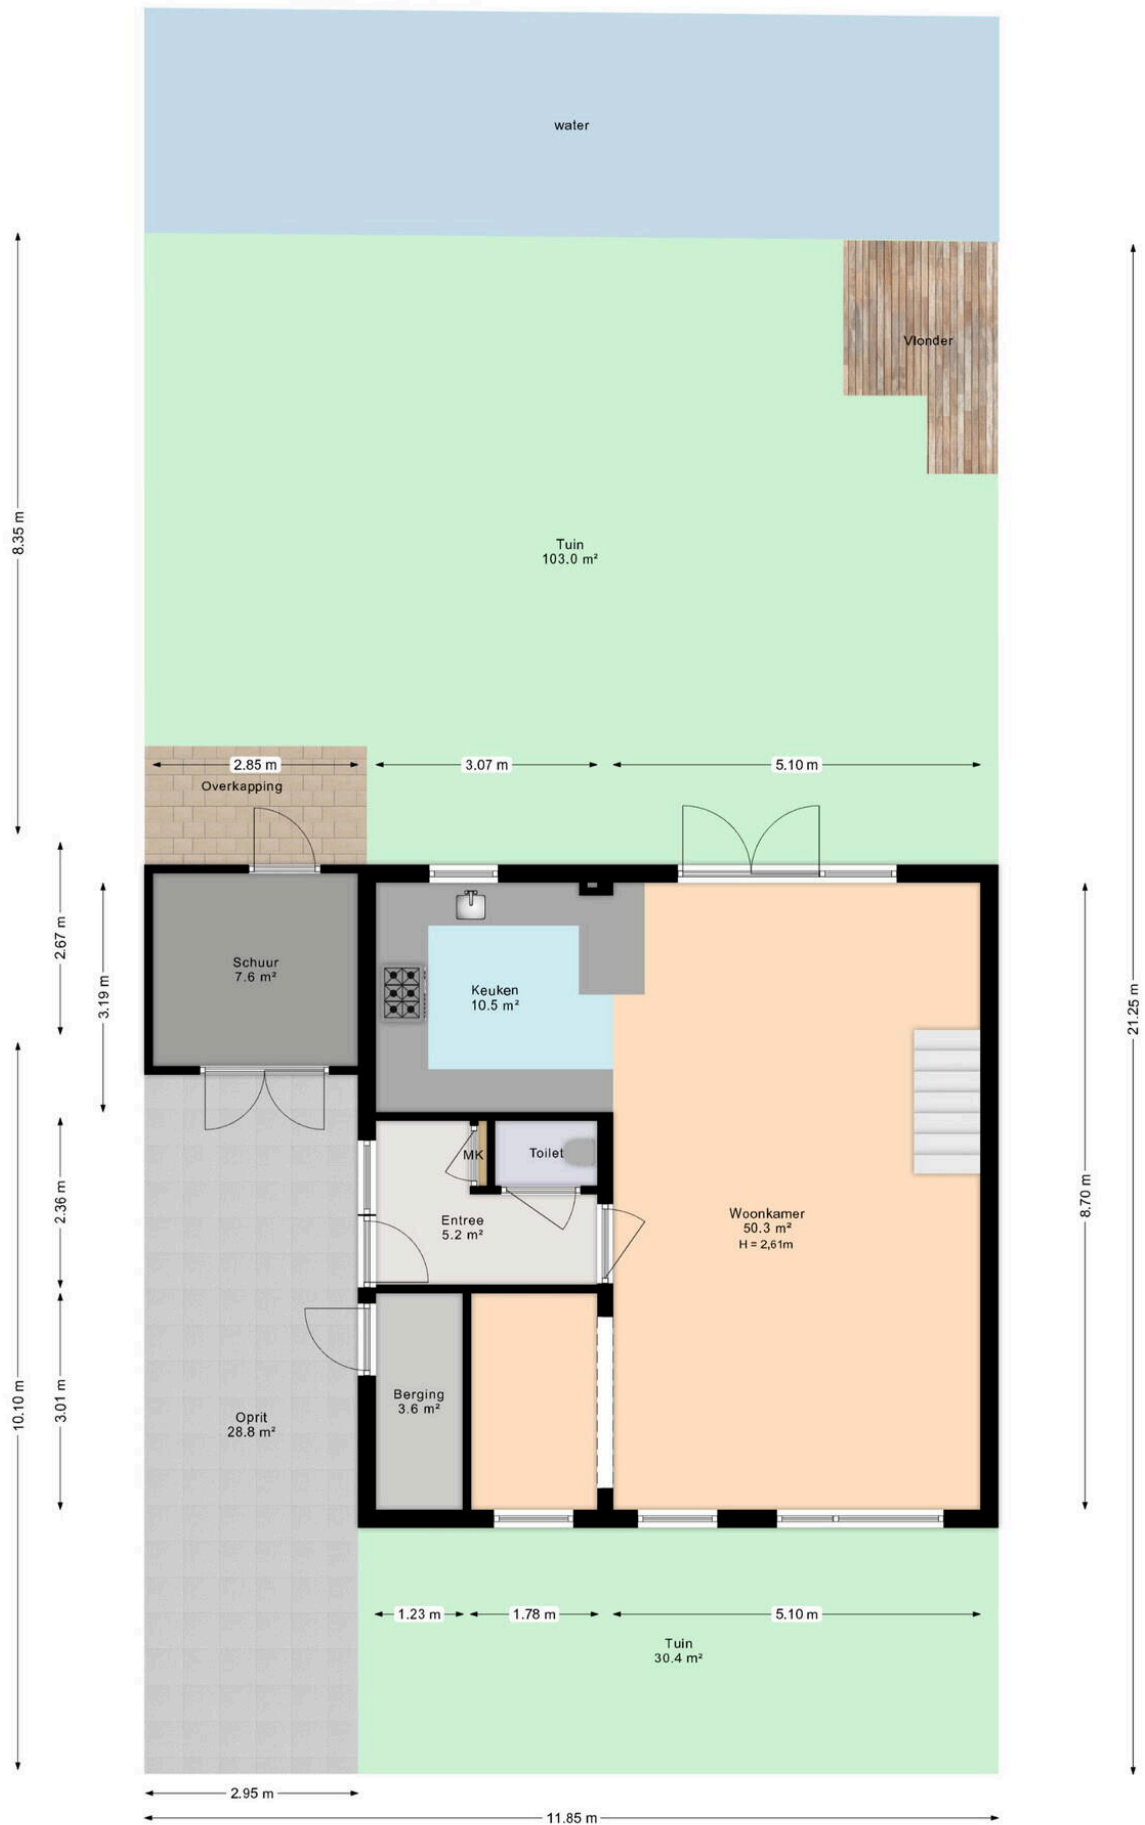 water
Vlonder
8.35 m
Tuin
103.0 m²
2.85 m
3.07 m
5.10 m
Overkapping
2.67 m
3.19 m
Schuur
7.6 m²
Keuken
10.5 m²
21.25 m
MK
Toilet
2.36 m
Entree
5.2 m²
Woonkamer
50.3 m²
H = 2,61m
8.70 m
10.10 m
3.01 m
Berging
3.6 m²
Oprit
28.8 m²
1.23 m
1.78 m
5.10 m
Tuin
30.4 m²
2.95 m
11.85 m